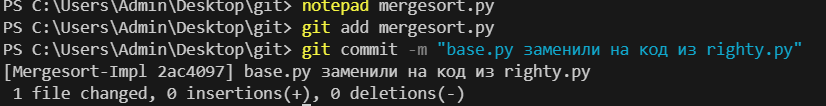 PS C:\Users\Admin\Desktop\git> notepad mergesort.py
PS C:\Users\Admin\Desktop\git> git add mergesort.py
PS C:\Users\Admin\Desktop\git> git commit -m "base.py заменили на код из righty.py"
[Mergesort-Impl 2ac4097] base.py заменили на код из righty.py
 1 file changed, 0 insertions(+), 0 deletions(-)